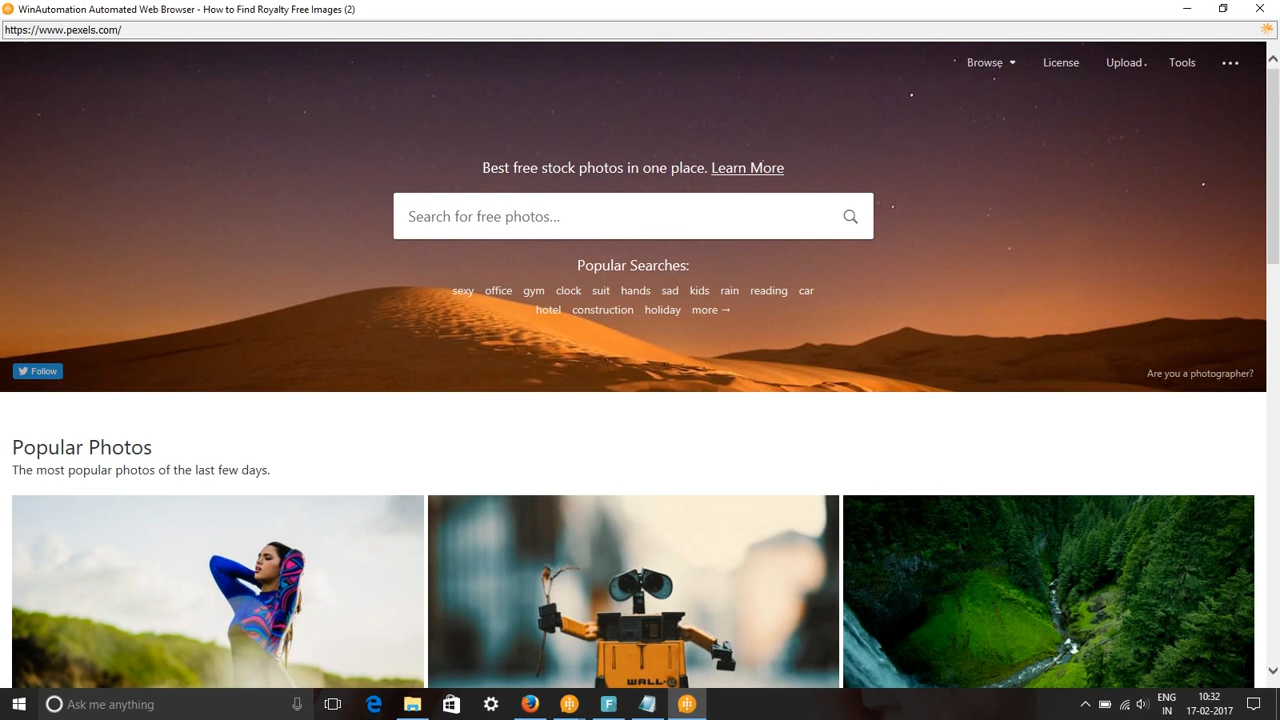 WinAutomation Automated Web Browser - How to Find Royalty Free Images (2)
https://www.pexels.com/
Browse License Upload Tools
Best free stock photos in one place. Learn More
Search for free photos...
Popular Searches:
sexy office gym clock suit hands sad kids rain reading car
hotel construction holiday more →
Follow
Are you a photographer?
Popular Photos
The most popular photos of the last few days.
WALL·E
Ask me anything
ENG 10:32
IN 17-02-2017